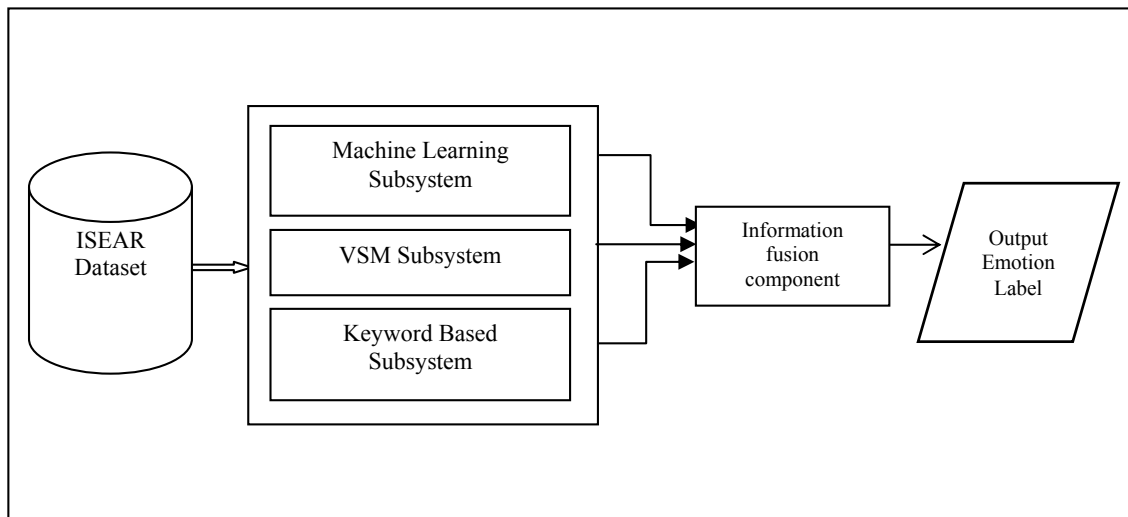 ISEAR
Dataset
Machine Learning
Subsystem
VSM Subsystem
Keyword Based
Subsystem
Information
fusion
component
Output
Emotion
Label